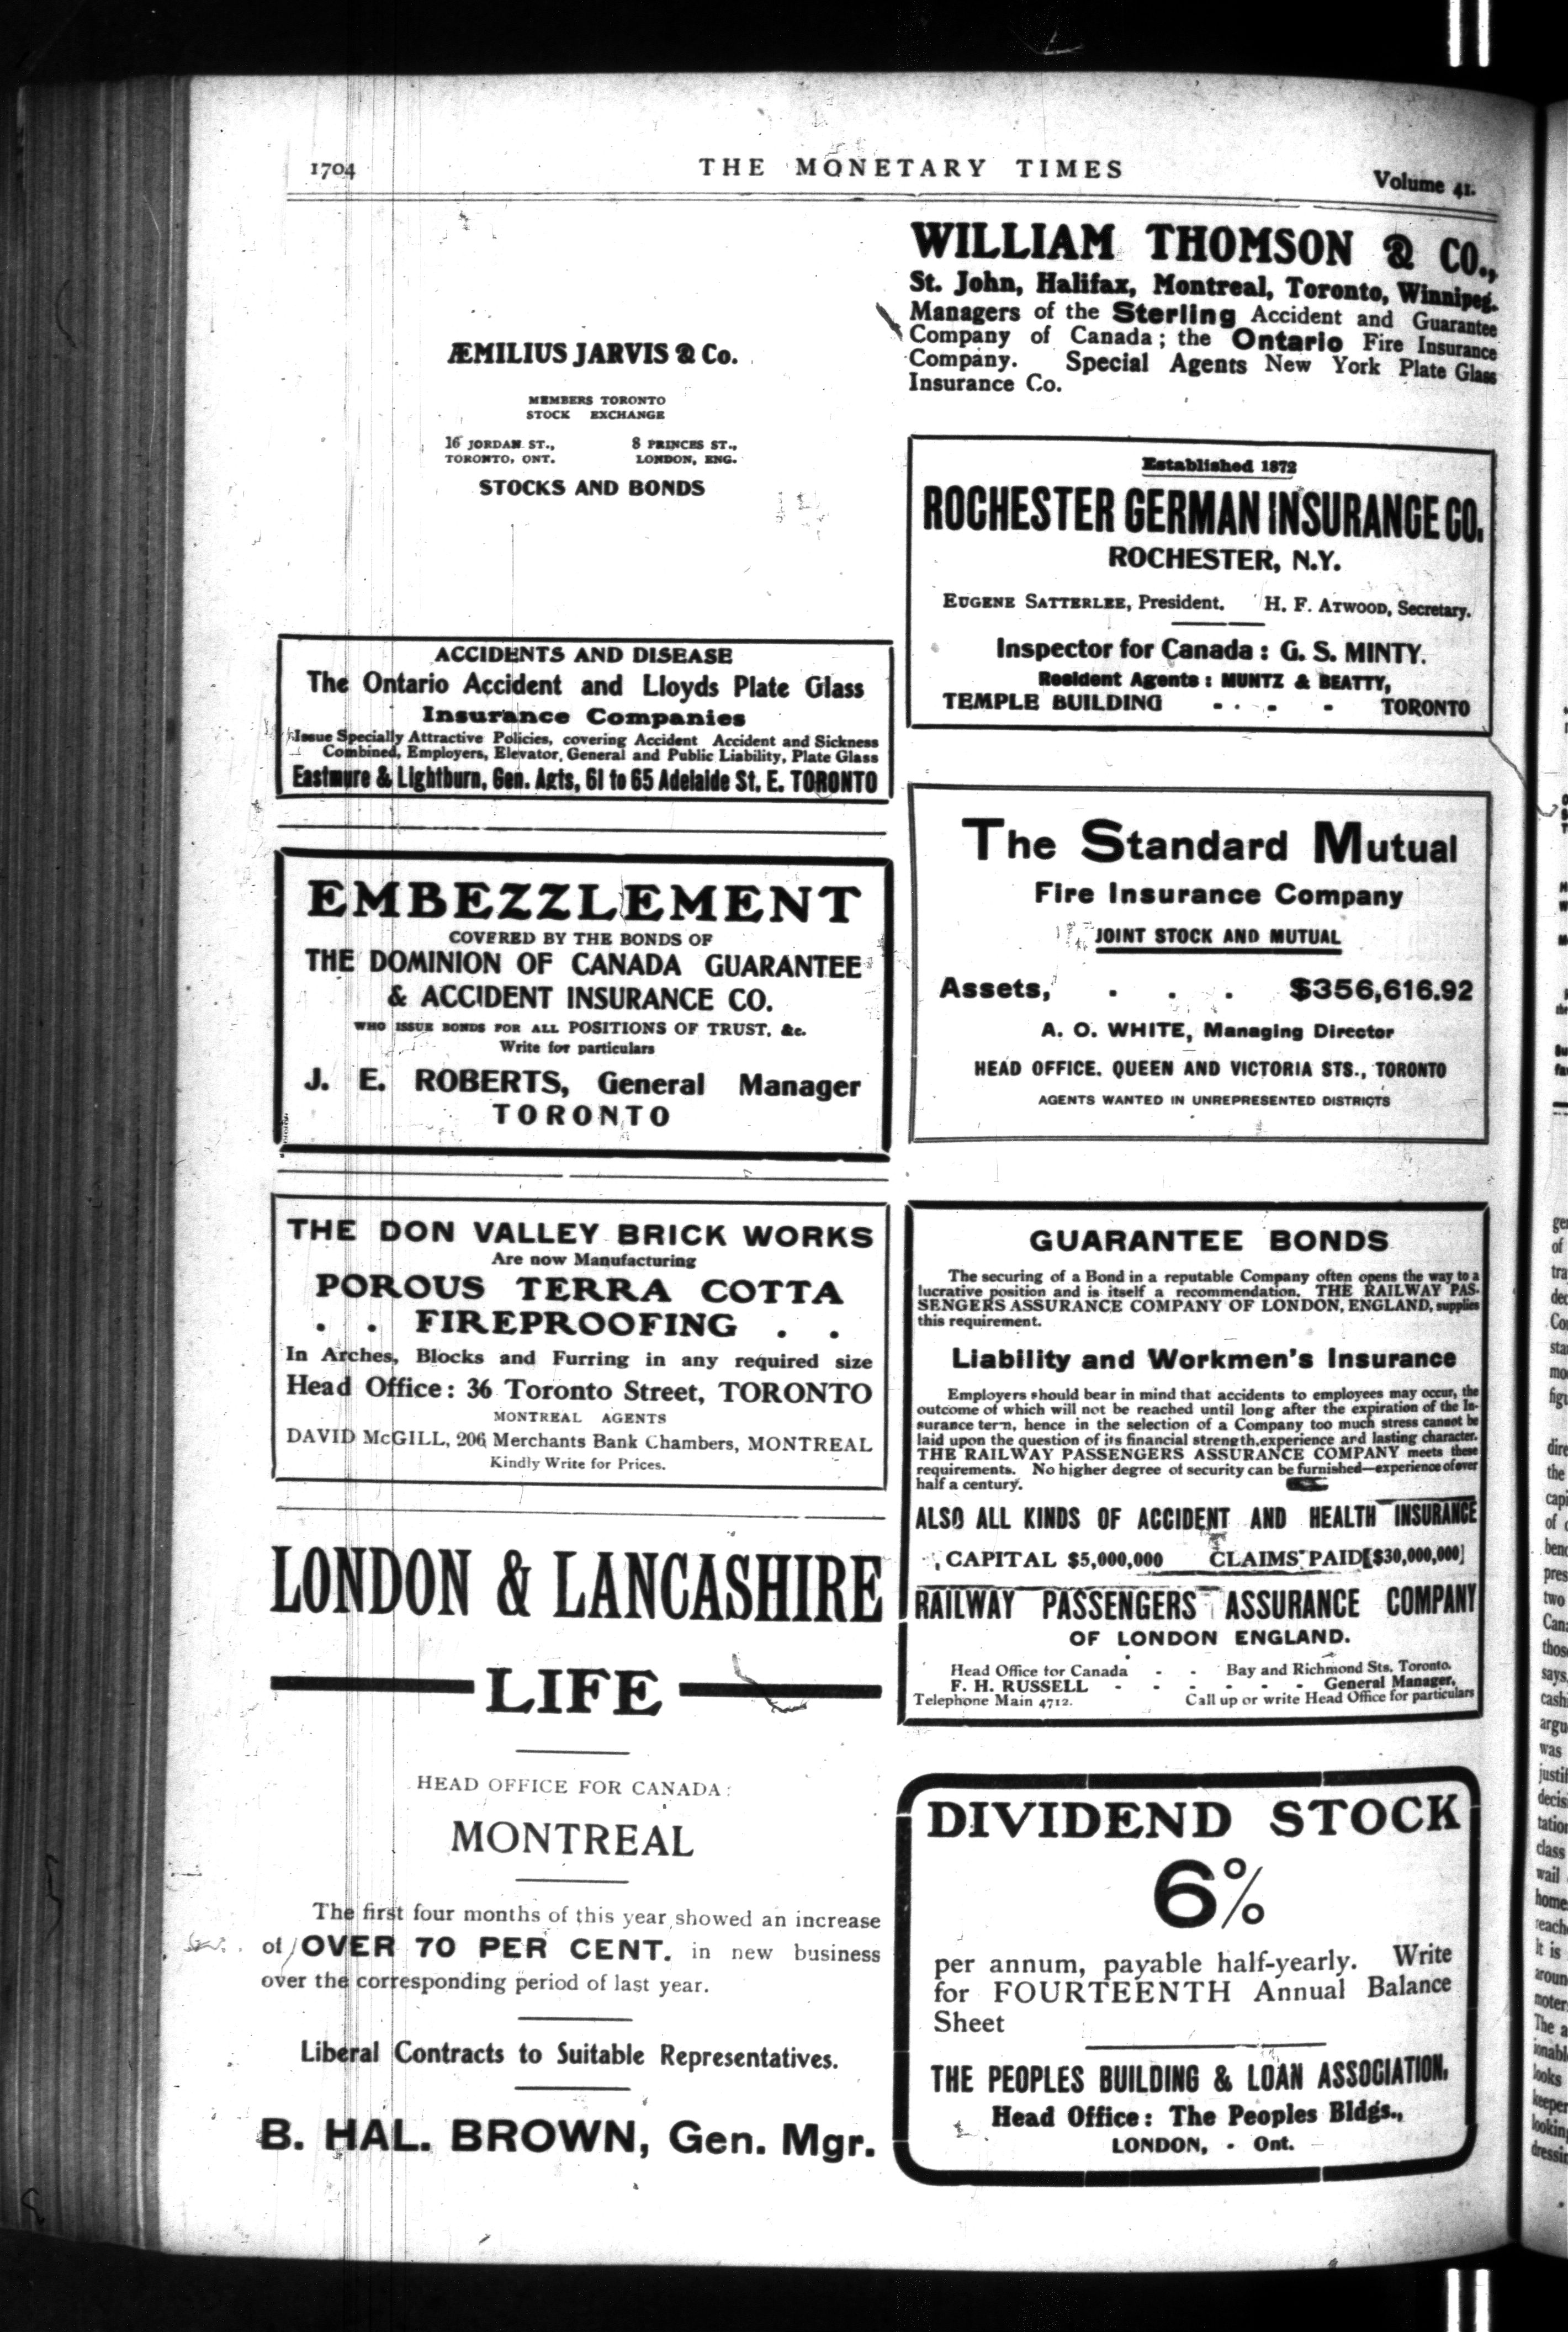 1704
THE MONETARY TIMES
Volume 41.
ÆMILIUS JARVIS & Co.
MEMBERS TORONTO
STOCK EXCHANGE
16 JORDAN ST., 8 PRINCES ST.,
TORONTO, ONT. LONDON, ENG.
STOCKS AND BONDS
ACCIDENTS AND DISEASE
The Ontario Accident and Lloyds Plate Glass
Insurance Companies
Issue Specially Attractive Policies, covering Accident Accident and Sickness
Combined, Employers, Elevator, General and Public Liability, Plate Glass
Eastmure & Lightburn, Gen. Agts, 61 to 65 Adelaide St. E. TORONTO
EMBEZZLEMENT
COVERED BY THE BONDS OF
THE DOMINION OF CANADA GUARANTEE
& ACCIDENT INSURANCE CO.
WHO ISSUE BONDS FOR ALL POSITIONS OF TRUST, &c.
Write for particulars
J. E. ROBERTS, General Manager
TORONTO
THE DON VALLEY BRICK WORKS
Are now Manufacturing
POROUS TERRA COTTA
. . FIREPROOFING . .
In Arches, Blocks and Furring in any required size
Head Office: 36 Toronto Street, TORONTO
MONTREAL AGENTS
DAVID McGILL, 206 Merchants Bank Chambers, MONTREAL
Kindly Write for Prices.
LONDON & LANCASHIRE
LIFE
HEAD OFFICE FOR CANADA:
MONTREAL
The first four months of this year showed an increase
of OVER 70 PER CENT. in new business
over the corresponding period of last year.
Liberal Contracts to Suitable Representatives.
B. HAL. BROWN, Gen. Mgr.
WILLIAM THOMSON & CO.,
St. John, Halifax, Montreal, Toronto, Winnipeg.
Managers of the Sterling Accident and Guarantee
Company of Canada; the Ontario Fire Insurance
Company. Special Agents New York Plate Glass
Insurance Co.
Established 1872
ROCHESTER GERMAN INSURANCE CO.
ROCHESTER, N.Y.
EUGENE SATTERLEE, President. H. F. ATWOOD, Secretary.
Inspector for Canada: G. S. MINTY.
Resident Agents: MUNTZ & BEATTY,
TEMPLE BUILDING - - - - TORONTO
The Standard Mutual
Fire Insurance Company
JOINT STOCK AND MUTUAL
Assets, . . . $356,616.92
A. O. WHITE, Managing Director
HEAD OFFICE. QUEEN AND VICTORIA STS., TORONTO
AGENTS WANTED IN UNREPRESENTED DISTRICTS
GUARANTEE BONDS
The securing of a Bond in a reputable Company often opens the way to a
lucrative position and is itself a recommendation. THE RAILWAY PAS-
SENGERS ASSURANCE COMPANY OF LONDON, ENGLAND, supplies
this requirement.
Liability and Workmen's Insurance
Employers should bear in mind that accidents to employees may occur, the
outcome of which will not be reached until long after the expiration of the In-
surance term, hence in the selection of a Company too much stress cannot be
laid upon the question of its financial strength, experience and lasting character.
THE RAILWAY PASSENGERS ASSURANCE COMPANY meets these
requirements. No higher degree of security can be furnished—experience of over
half a century.
ALSO ALL KINDS OF ACCIDENT AND HEALTH INSURANCE
CAPITAL $5,000,000 CLAIMS PAID [$30,000,000]
RAILWAY PASSENGERS ASSURANCE COMPANY
OF LONDON ENGLAND.
Head Office for Canada - - Bay and Richmond Sts. Toronto.
F. H. RUSSELL - - - - - - General Manager.
Telephone Main 4712. Call up or write Head Office for particulars
DIVIDEND STOCK
6%
per annum, payable half-yearly. Write
for FOURTEENTH Annual Balance
Sheet
THE PEOPLES BUILDING & LOAN ASSOCIATION,
Head Office: The Peoples Bldgs.,
LONDON, - Ont.